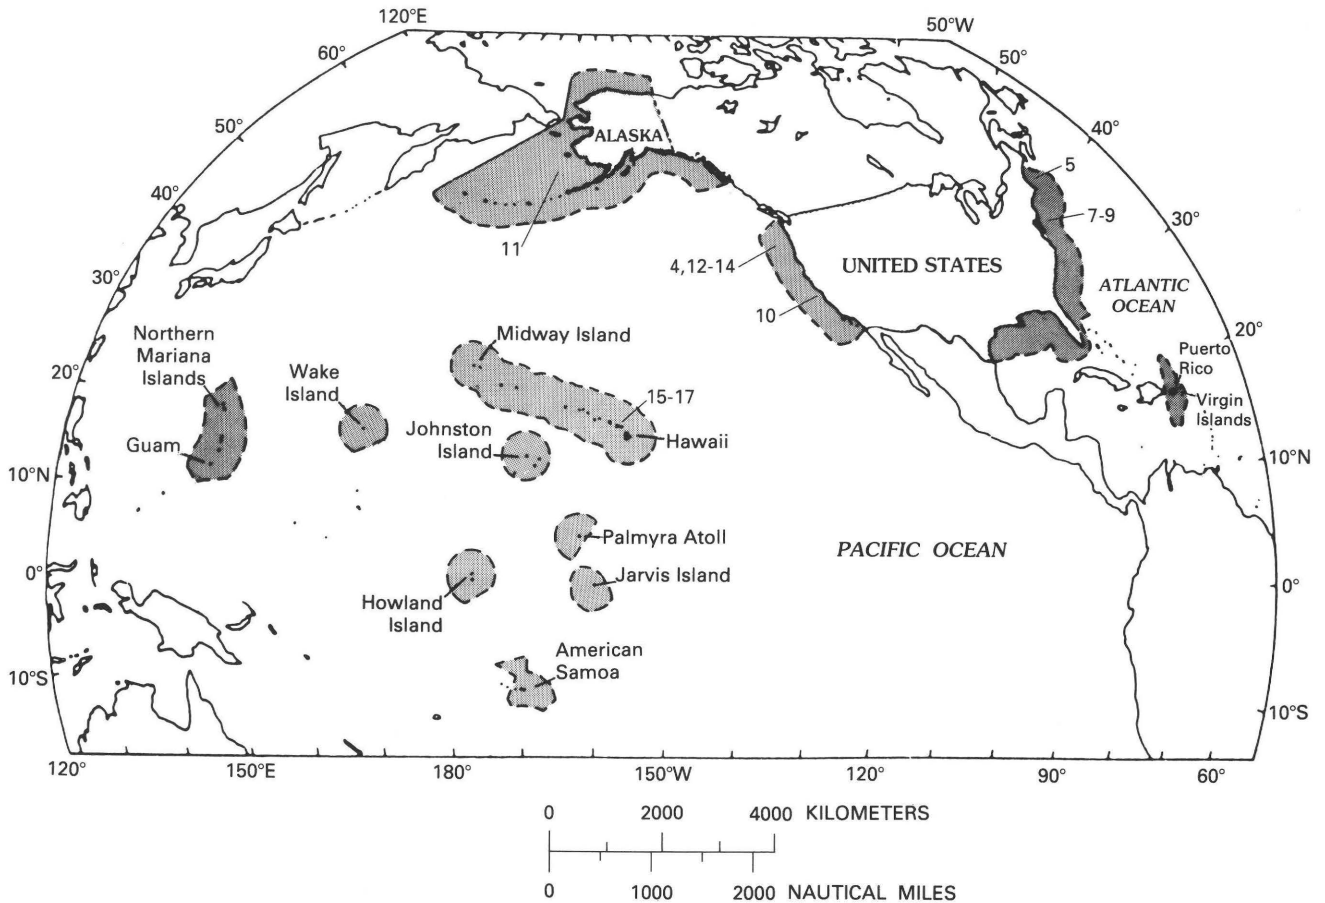 120°E
50°W
60°
50°
50°
40°
ALASKA
40°
5
30°
7-9
11
4,12-14
UNITED STATES
30°
ATLANTIC
OCEAN
10
20°
Northern
Mariana
Islands
Midway Island
Puerto
Rico
20°
Wake
Island
15-17
Virgin
Islands
Johnston
Island
Hawaii
Guam
10°N
10°N
Palmyra Atoll
PACIFIC OCEAN
0°
Jarvis Island
0°
Howland
Island
American
Samoa
10°S
10°S
120°
150°E
180°
150°W
120°
90°
60°
0 2000 4000 KILOMETERS
0 1000 2000 NAUTICAL MILES